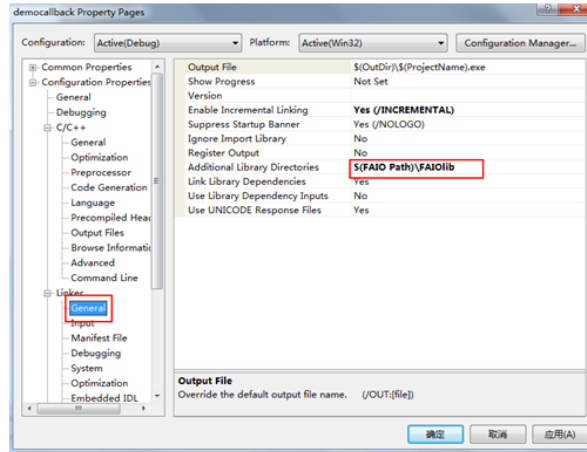 democallback Property Pages
Configuration: Active(Debug) Platform: Active(Win32) Configuration Manager...
Common Properties
Configuration Properties
General
Debugging
C/C++
General
Optimization
Preprocessor
Code Generation
Language
Precompiled Head
Output Files
Browse Informatic
Advanced
Command Line
Linker
General
Input
Manifest File
Debugging
System
Optimization
Embedded IDL
Output File $(OutDir)\$(ProjectName).exe
Show Progress Not Set
Version
Enable Incremental Linking Yes (/INCREMENTAL)
Suppress Startup Banner Yes (/NOLOGO)
Ignore Import Library No
Register Output No
Additional Library Directories $(FAIO Path)\FAIOlib
Link Library Dependencies Yes
Use Library Dependency Inputs No
Use UNICODE Response Files Yes
Output File
Override the default output file name. (/OUT:[file])
确定 取消 应用(A)